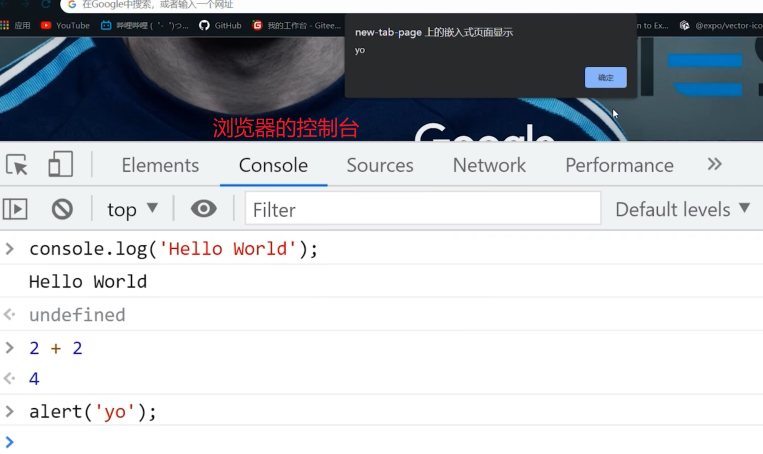 在Google中搜索，或者输入一个网址
应用 YouTube 哔哩哔哩 (゜-゜)つ... GitHub 我的工作台 - Gitee... n to Ex... @expo/vector-ico
new-tab-page 上的嵌入式页面显示
yo
确定
浏览器的控制台
Google
Elements Console Sources Network Performance
top Filter Default levels
console.log('Hello World');
Hello World
undefined
2 + 2
4
alert('yo');